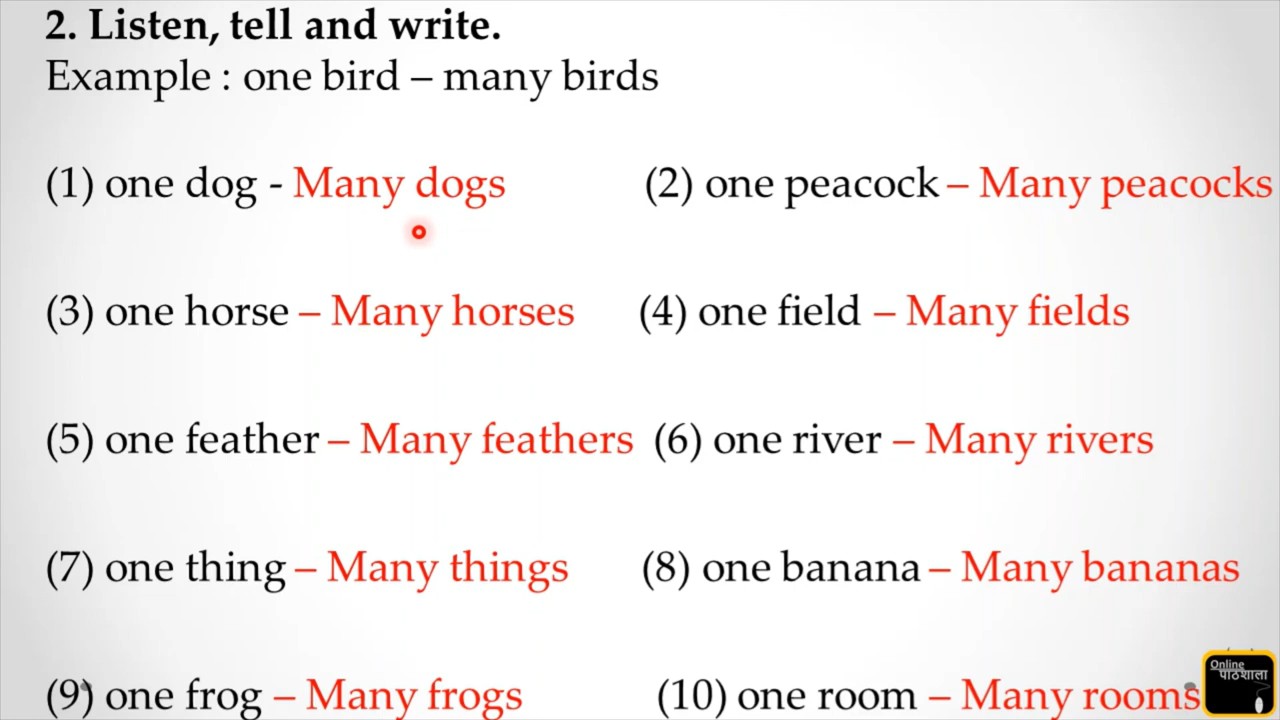 2. Listen, tell and write.
Example : one bird – many birds
(1) one dog - Many dogs (2) one peacock – Many peacocks
(3) one horse – Many horses (4) one field – Many fields
(5) one feather – Many feathers (6) one river – Many rivers
(7) one thing – Many things (8) one banana – Many bananas
(9) one frog – Many frogs (10) one room – Many rooms
Online
पाठशाला